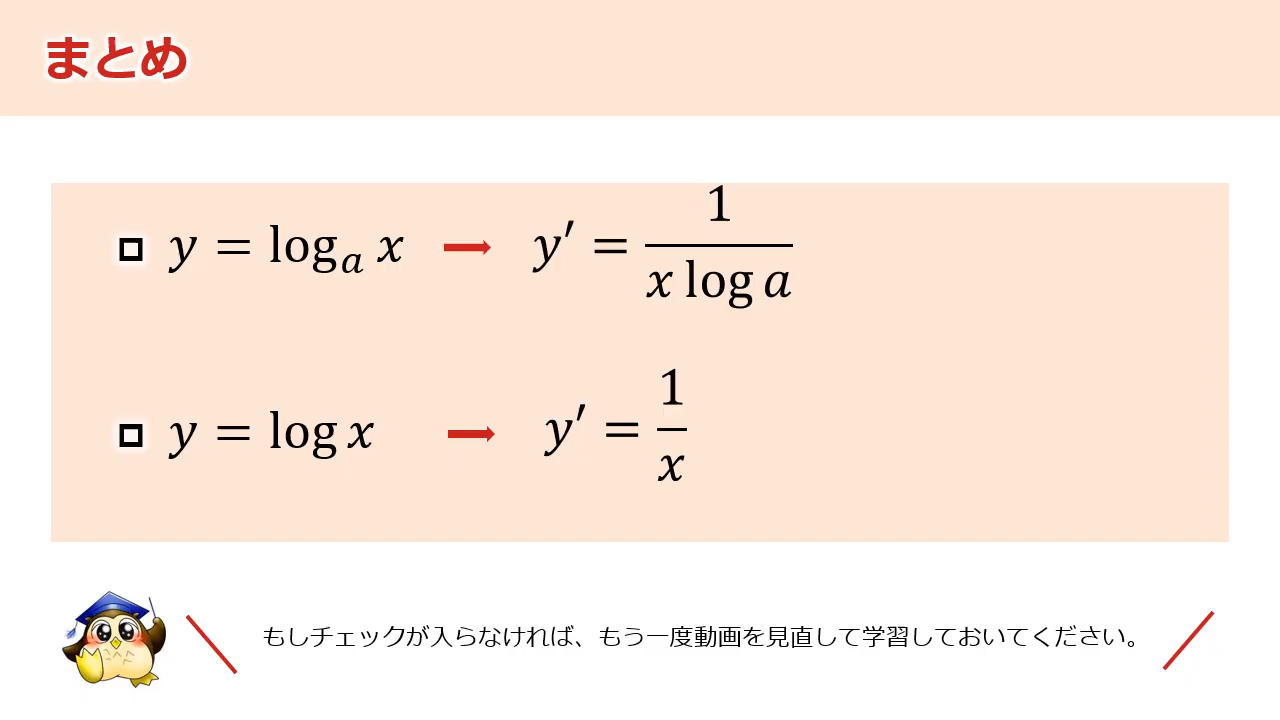 まとめ
□ y = logₐ x → y′ = 1/(x log a)
□ y = log x → y′ = 1/x
もしチェックが入らなければ、もう一度動画を見直して学習しておいてください。